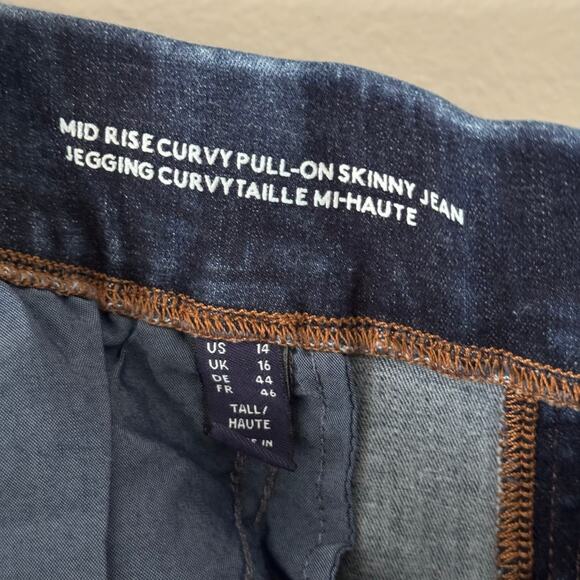 MID RISE CURVY PULL-ON SKINNY JEAN
JEGGING CURVY TAILLE MI-HAUTE
US 14
UK 16
DE 44
FR 46
TALL/
HAUTE
IN